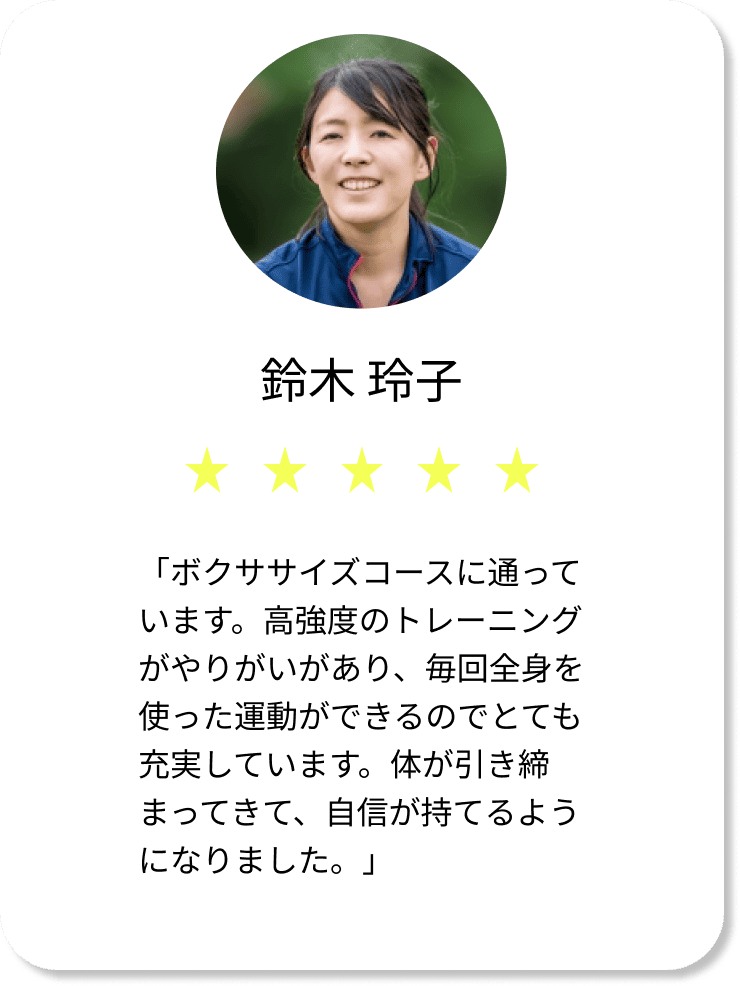 鈴木 玲子
★ ★ ★ ★ ★
「ボクササイズコースに通って
います。高強度のトレーニング
がやりがいがあり、毎回全身を
使った運動ができるのでとても
充実しています。体が引き締
まってきて、自信が持てるよう
になりました。」